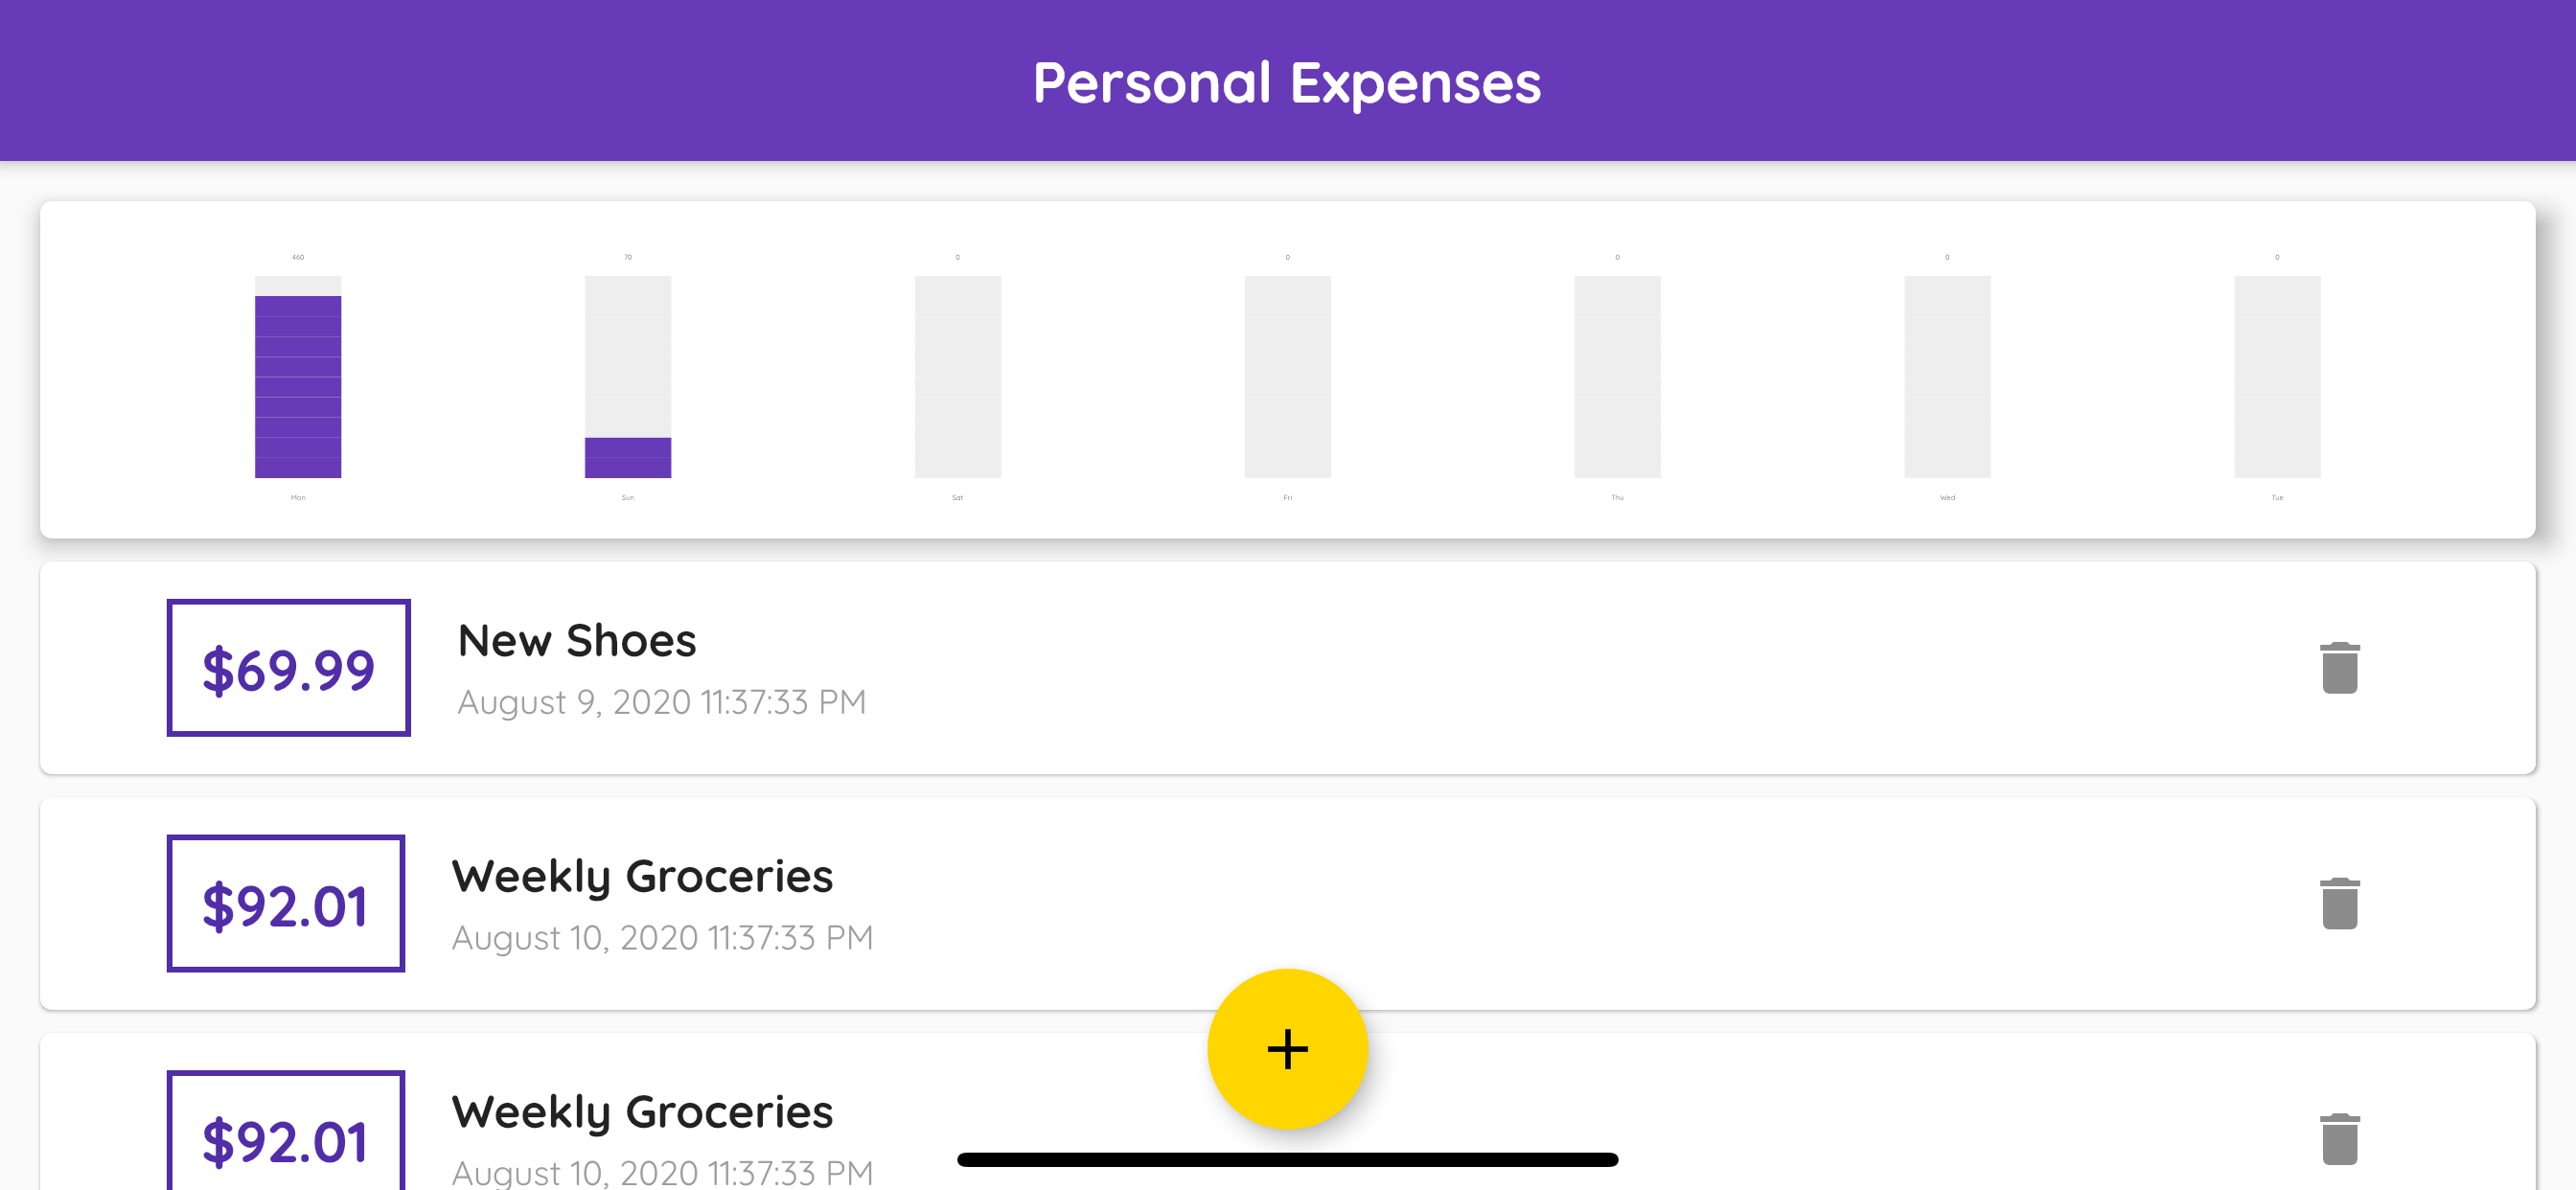 Personal Expenses
460 70 0 0 0 0 0
Mon Sun Sat Fri Thu Wed Tue
$69.99
New Shoes
August 9, 2020 11:37:33 PM
$92.01
Weekly Groceries
August 10, 2020 11:37:33 PM
+
$92.01
Weekly Groceries
August 10, 2020 11:37:33 PM